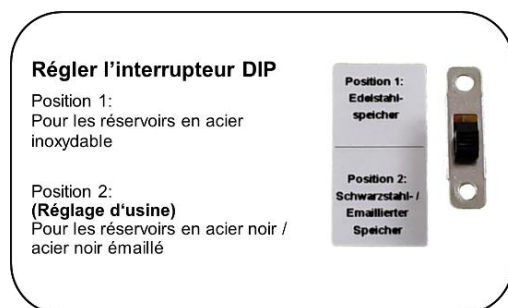 Régler l’interrupteur DIP
Position 1:
Pour les réservoirs en acier
inoxydable
Position 2:
(Réglage d‘usine)
Pour les réservoirs en acier noir /
acier noir émaillé
Position 1:
Edelstahl-
speicher
Position 2:
Schwarzstahl- /
Emaillierter
Speicher